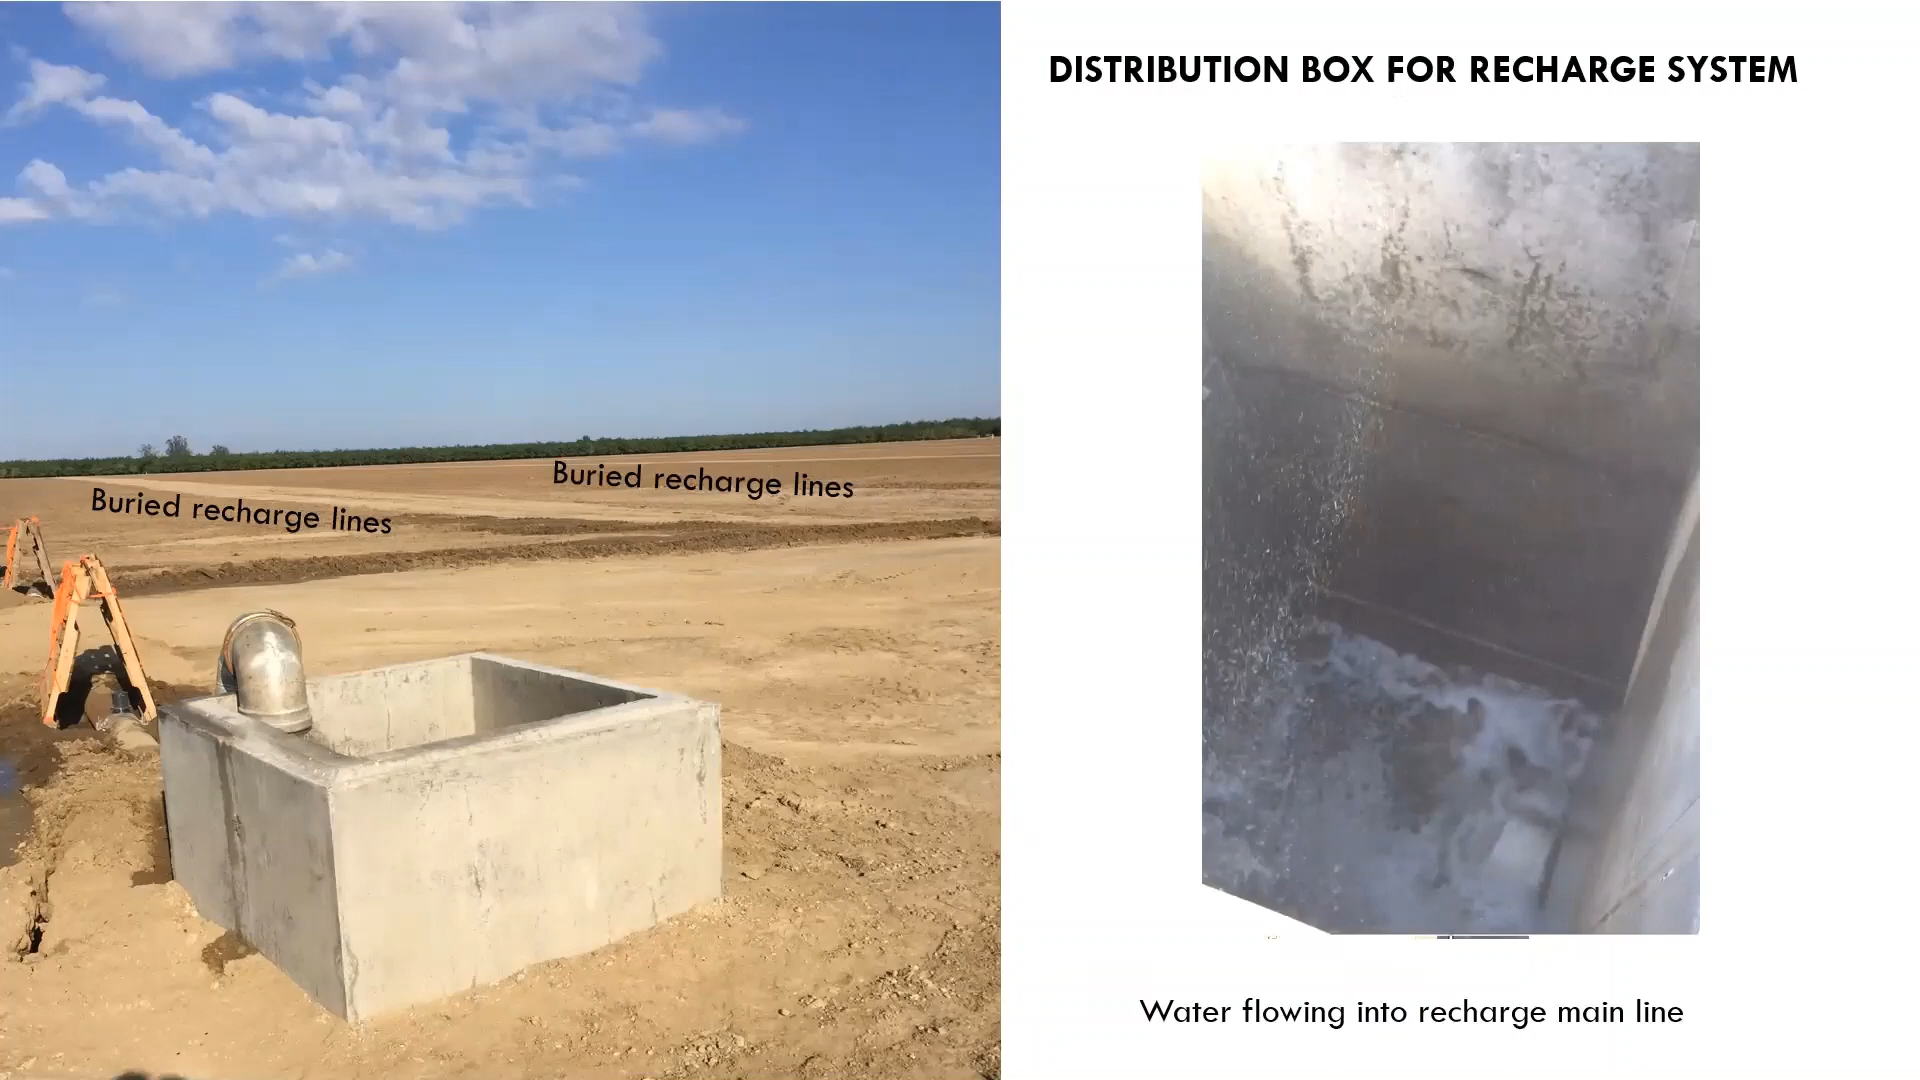 DISTRIBUTION BOX FOR RECHARGE SYSTEM
Buried recharge lines
Buried recharge lines
Water flowing into recharge main line